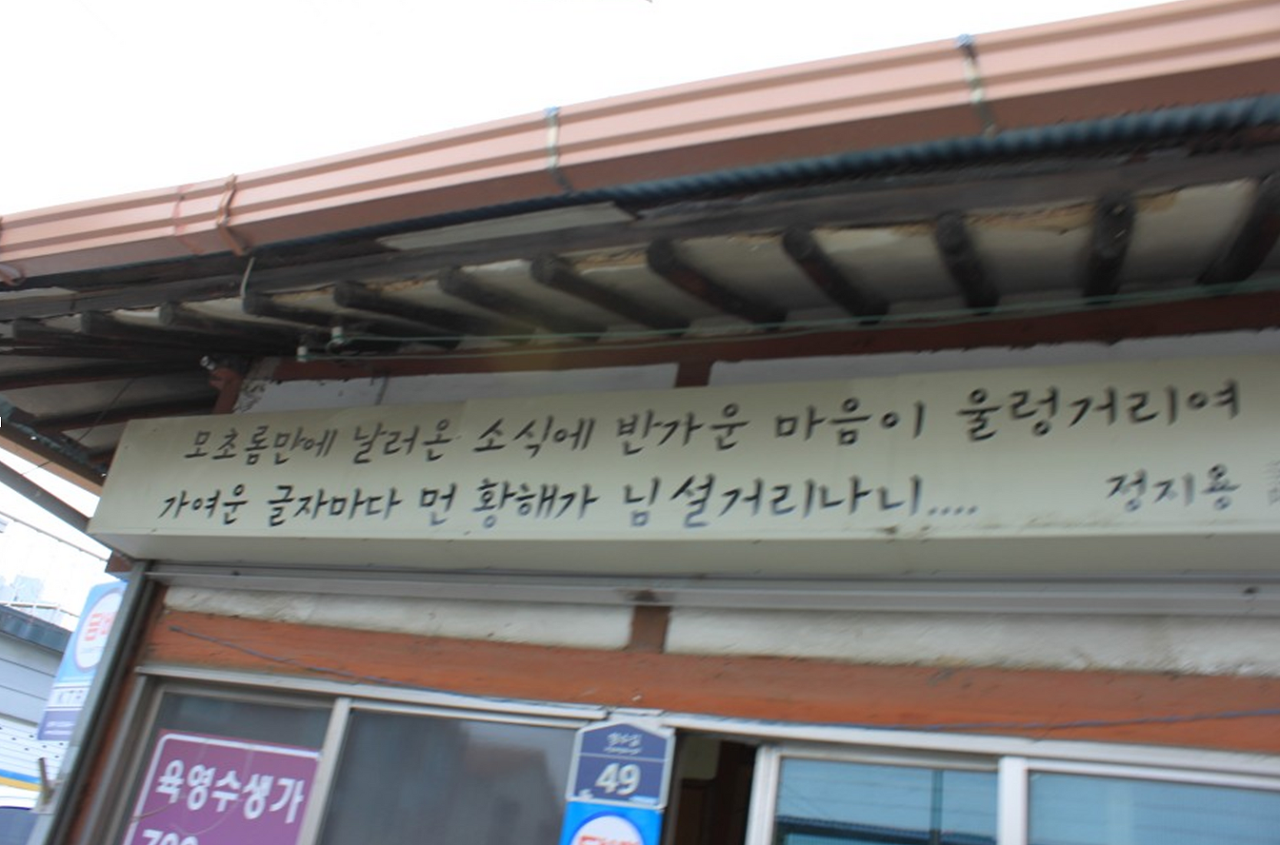 모초롬만에 날러온 소식에 반가운 마음이 울렁거리여
가여운 글자마다 먼 황해가 님설거리나니....
정지용
육영수생가
49